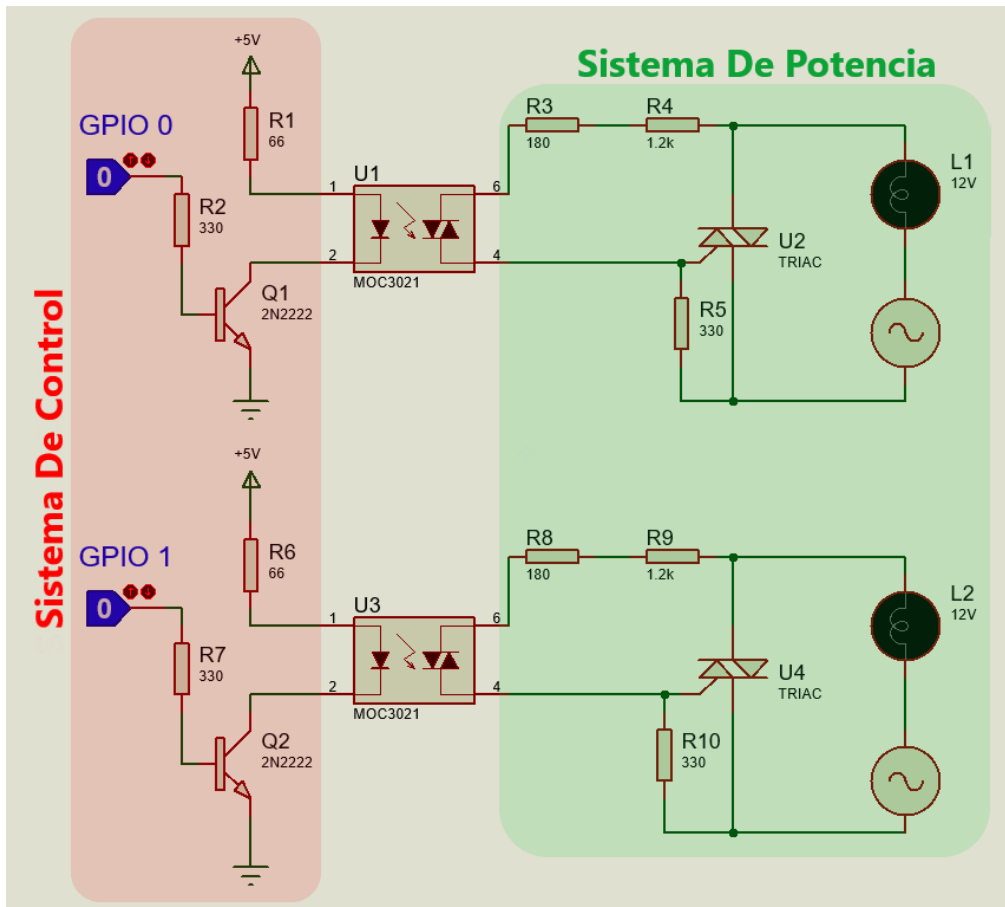 Sistema De Control
Sistema De Potencia
+5V
R1
66
GPIO 0
0
R2
330
Q1
2N2222
U1
1
2
6
4
MOC3021
R3
180
R4
1.2k
U2
TRIAC
R5
330
L1
12V
+5V
R6
66
GPIO 1
0
R7
330
Q2
2N2222
U3
1
2
6
4
MOC3021
R8
180
R9
1.2k
U4
TRIAC
R10
330
L2
12V